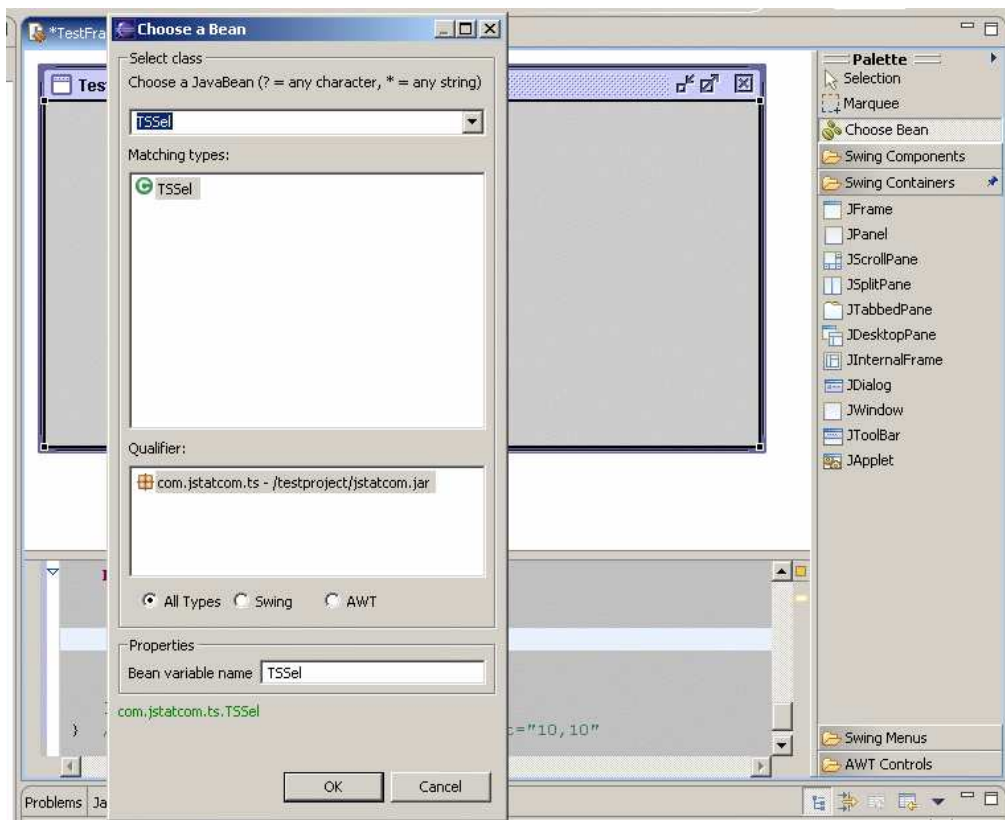 *TestFra
Choose a Bean
Select class
Choose a JavaBean (? = any character, * = any string)
TSSel
Matching types:
TSSel
Qualifier:
com.jstatcom.ts - /testproject/jstatcom.jar
All Types
Swing
AWT
Properties
Bean variable name
TSSel
com.jstatcom.ts.TSSel
OK
Cancel
Tes
}
="10,10"
Problems
Ja
Palette
Selection
Marquee
Choose Bean
Swing Components
Swing Containers
JFrame
JPanel
JScrollPane
JSplitPane
JTabbedPane
JDesktopPane
JInternalFrame
JDialog
JWindow
JToolBar
JApplet
Swing Menus
AWT Controls